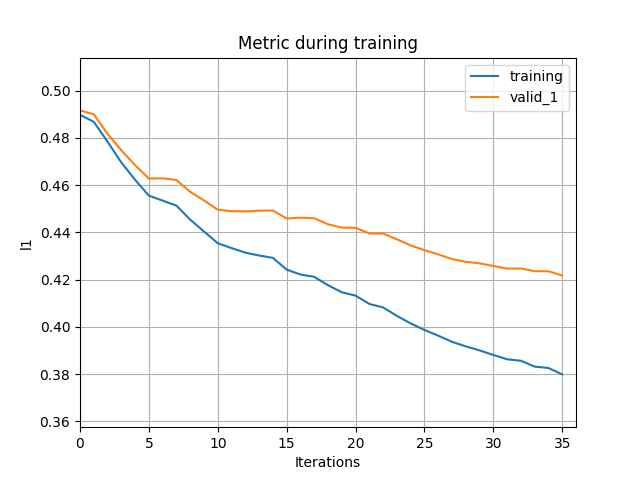 Metric during training
training
valid_1
0.50
0.48
0.46
0.44
0.42
0.40
0.38
0.36
l1
0 5 10 15 20 25 30 35
Iterations